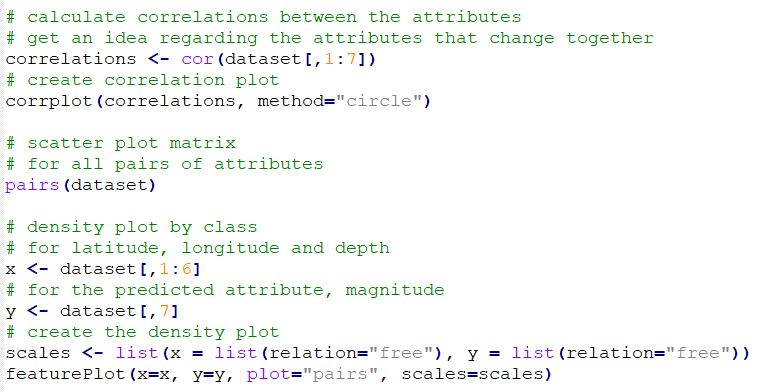 # calculate correlations between the attributes
# get an idea regarding the attributes that change together
correlations <- cor(dataset[,1:7])
# create correlation plot
corrplot(correlations, method="circle")
# scatter plot matrix
# for all pairs of attributes
pairs(dataset)
# density plot by class
# for latitude, longitude and depth
x <- dataset[,1:6]
# for the predicted attribute, magnitude
y <- dataset[,7]
# create the density plot
scales <- list(x = list(relation="free"), y = list(relation="free"))
featurePlot(x=x, y=y, plot="pairs", scales=scales)